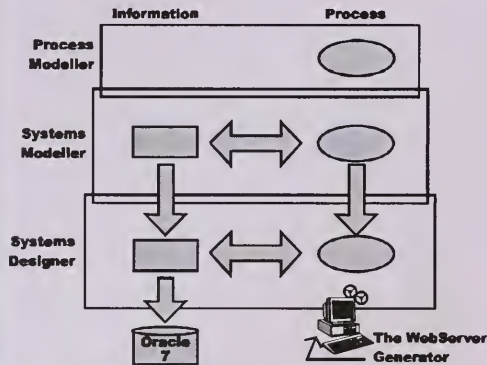 Information Process
Process
Modeller
Systems
Modeller
Systems
Designer
Oracle
7
The WebServer
Generator